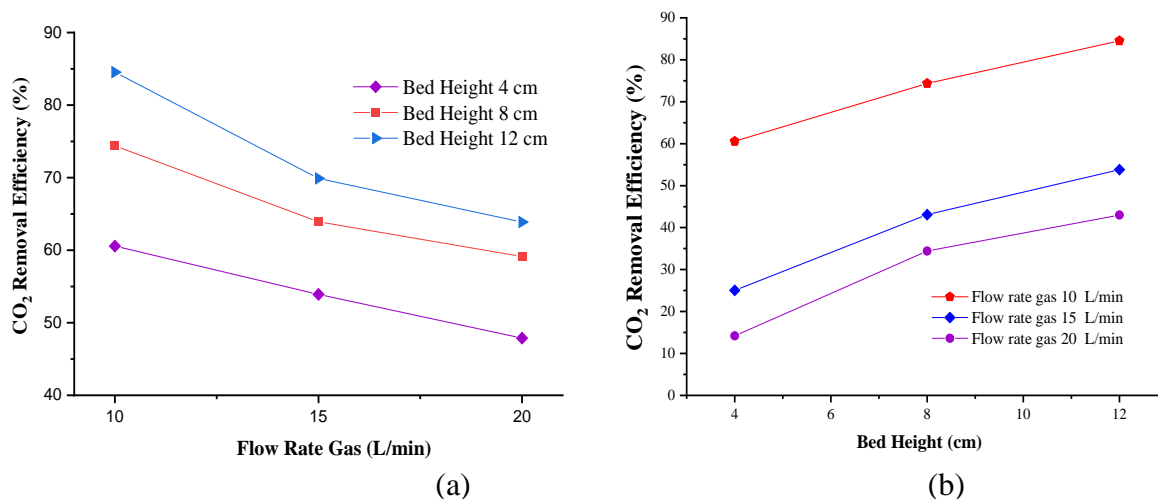 90
80
70
60
50
40
10
15
20
CO2 Removal Efficiency (%)
Flow Rate Gas (L/min)
Bed Height 4 cm
Bed Height 8 cm
Bed Height 12 cm
(a)
90
80
70
60
50
40
30
20
10
0
4
6
8
10
12
CO2 Removal Efficiency (%)
Bed Height (cm)
Flow rate gas 10 L/min
Flow rate gas 15 L/min
Flow rate gas 20 L/min
(b)